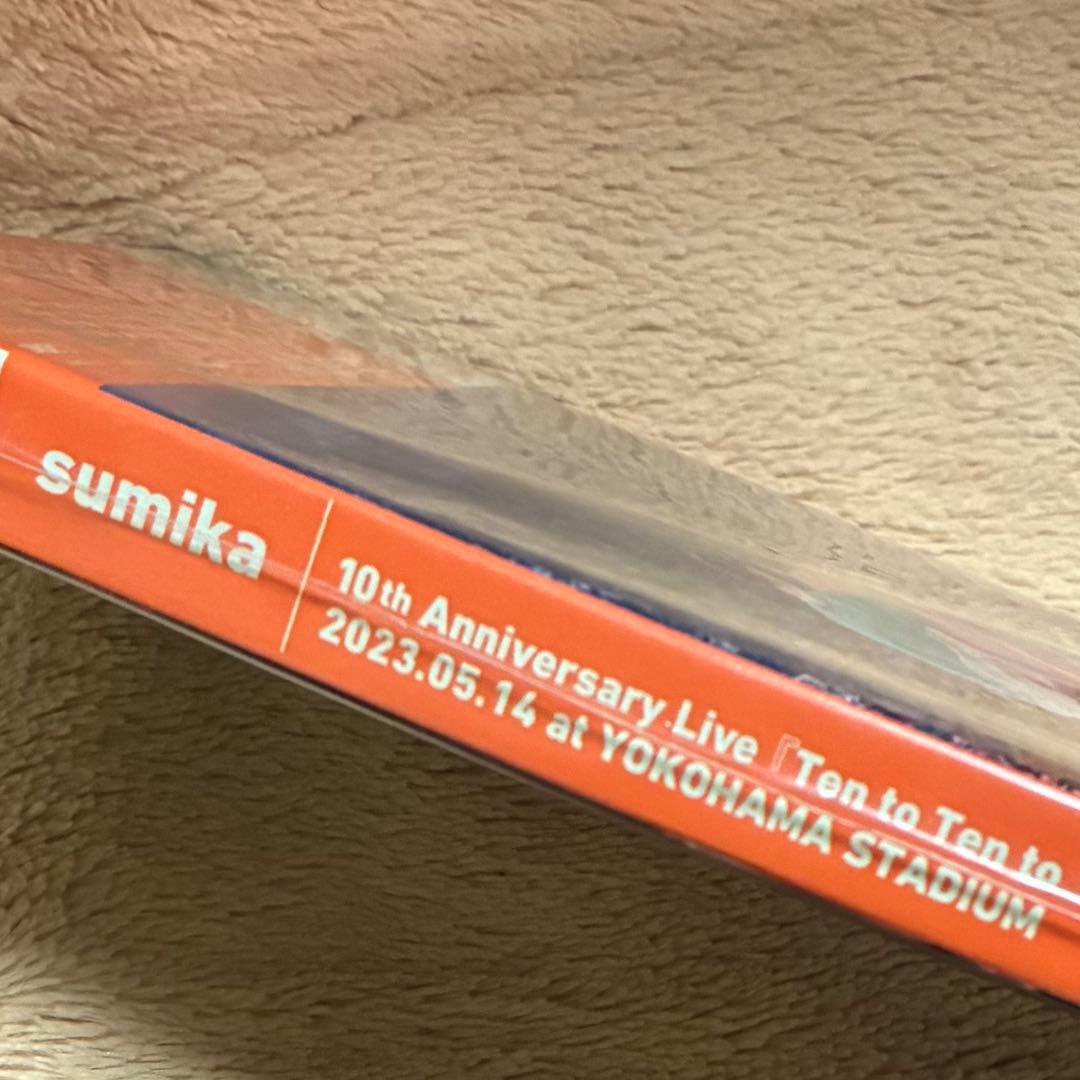 sumika
10th Anniversary Live『Ten to Ten to
2023.05.14 at YOKOHAMA STADIUM